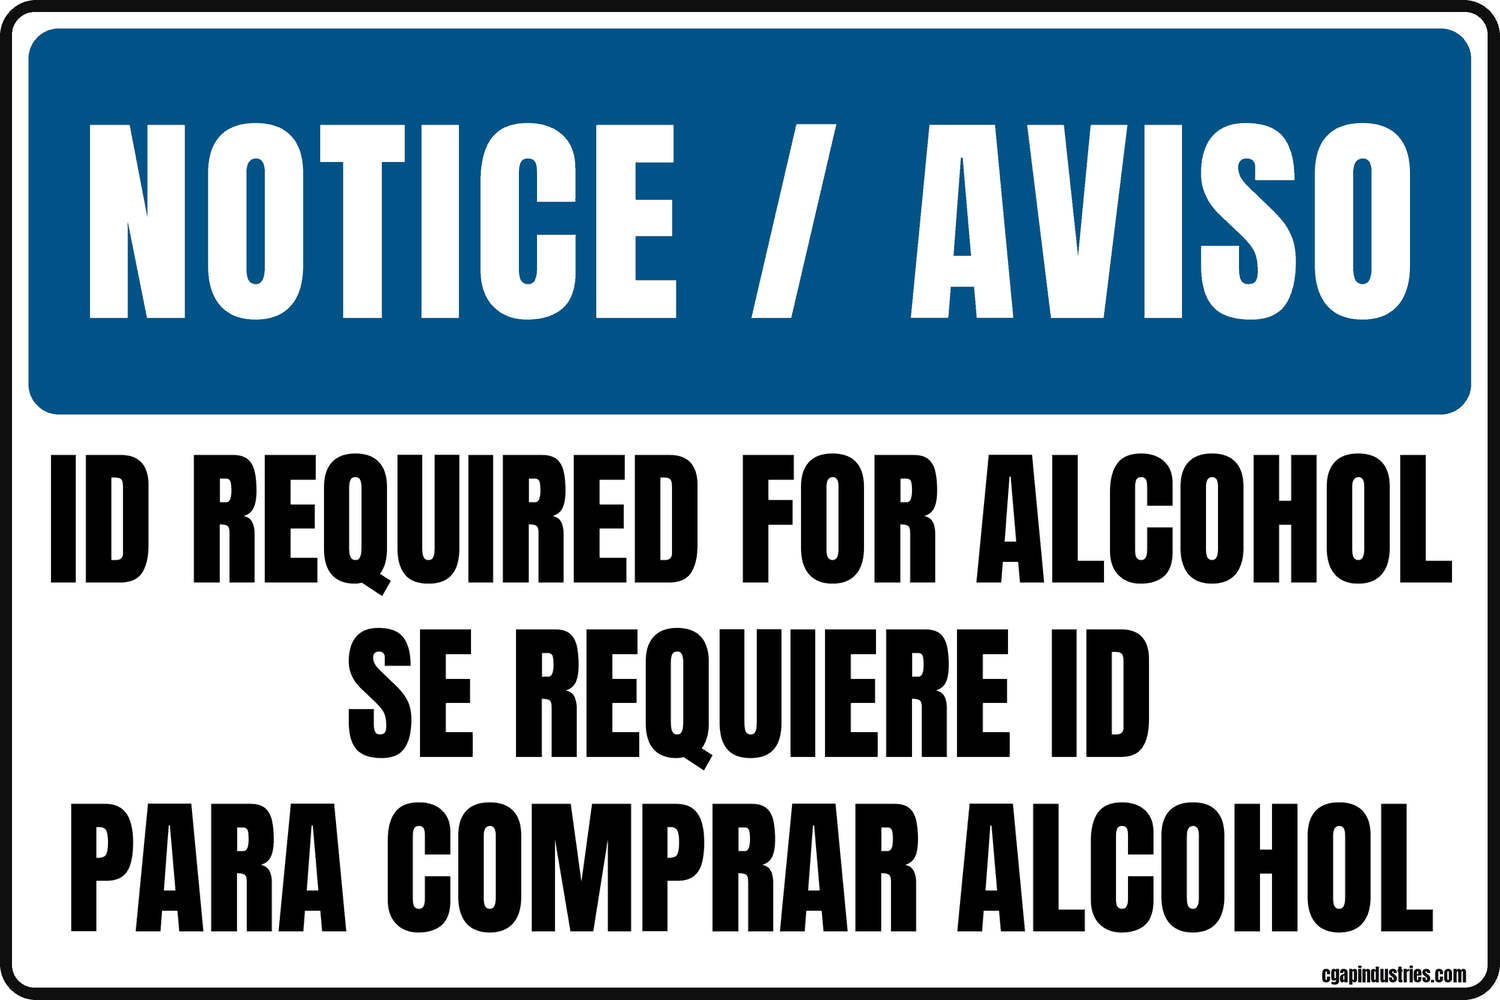 NOTICE / AVISO
ID REQUIRED FOR ALCOHOL
SE REQUIERE ID
PARA COMPRAR ALCOHOL
cgapindustries.com